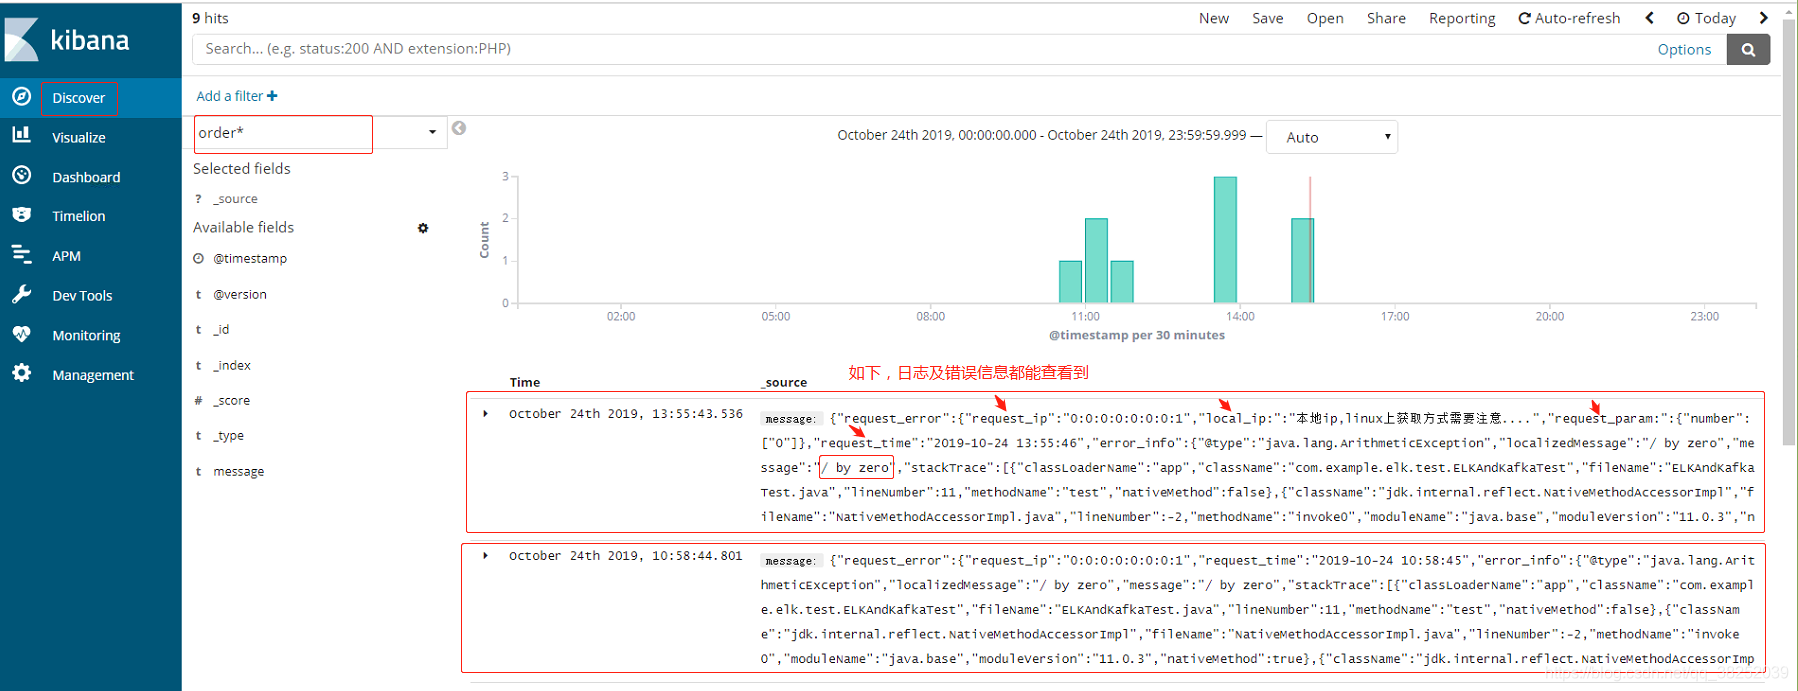 kibana
Discover
Visualize
Dashboard
Timelion
APM
Dev Tools
Monitoring
Management
9 hits
New Save Open Share Reporting Auto-refresh Today
Search... (e.g. status:200 AND extension:PHP)
Options
Add a filter
order*
Selected fields
? _source
Available fields
@timestamp
t @version
t _id
t _index
# _score
t _type
t message
October 24th 2019, 00:00:00.000 - October 24th 2019, 23:59:59.999 —
Auto
Count
3
2
1
0
02:00 05:00 08:00 11:00 14:00 17:00 20:00 23:00
@timestamp per 30 minutes
如下，日志及错误信息都能查看到
Time _source
October 24th 2019, 13:55:43.536
message: {"request_error":{"request_ip":"0:0:0:0:0:0:0:1","local_ip:":"本地ip,linux上获取方式需要注意....","request_param:":{"number":
["0"]},"request_time":"2019-10-24 13:55:46","error_info":{"@type":"java.lang.ArithmeticException","localizedMessage":"/ by zero","me
ssage":"/ by zero","stackTrace":[{"classLoaderName":"app","className":"com.example.elk.test.ELKAndKafkaTest","fileName":"ELKAndKafka
Test.java","lineNumber":11,"methodName":"test","nativeMethod":false},{"className":"jdk.internal.reflect.NativeMethodAccessorImpl","f
ileName":"NativeMethodAccessorImpl.java","lineNumber":-2,"methodName":"invoke0","moduleName":"java.base","moduleVersion":"11.0.3","n
October 24th 2019, 10:58:44.801
message: {"request_error":{"request_ip":"0:0:0:0:0:0:0:1","request_time":"2019-10-24 10:58:45","error_info":{"@type":"java.lang.Arit
hmeticException","localizedMessage":"/ by zero","message":"/ by zero","stackTrace":[{"classLoaderName":"app","className":"com.exampl
e.elk.test.ELKAndKafkaTest","fileName":"ELKAndKafkaTest.java","lineNumber":11,"methodName":"test","nativeMethod":false},{"classNam
e":"jdk.internal.reflect.NativeMethodAccessorImpl","fileName":"NativeMethodAccessorImpl.java","lineNumber":-2,"methodName":"invoke
0","moduleName":"java.base","moduleVersion":"11.0.3","nativeMethod":true},{"className":"jdk.internal.reflect.NativeMethodAccessorImp